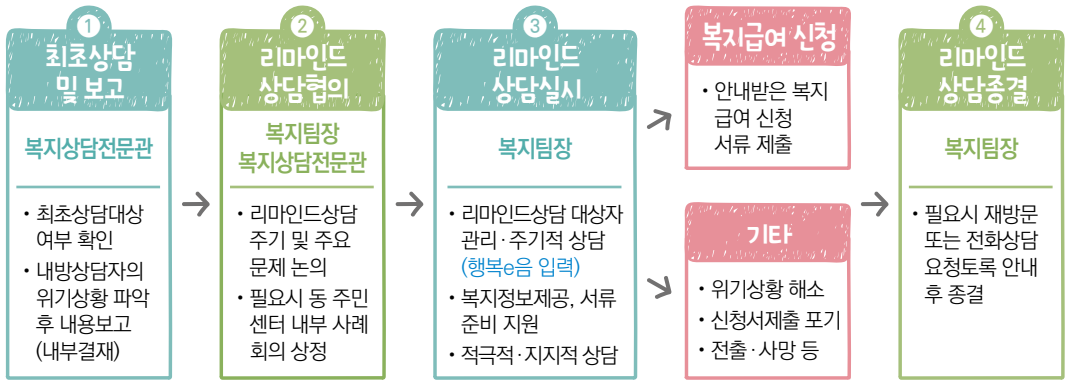 1
최초상담
및 보고
복지상담전문관
• 최초상담대상
여부 확인
• 내방상담자의
위기상황 파악
후 내용보고
(내부결재)
2
리마인드
상담협의
복지팀장
복지상담전문관
• 리마인드상담
주기 및 주요
문제 논의
• 필요시 동 주민
센터 내부 사례
회의 상정
3
리마인드
상담실시
복지팀장
• 리마인드상담 대상자
관리·주기적 상담
(행복e음 입력)
• 복지정보제공, 서류
준비 지원
• 적극적·지지적 상담
복지급여 신청
• 안내받은 복지
급여 신청
서류 제출
기타
• 위기상황 해소
• 신청서제출 포기
• 전출·사망 등
4
리마인드
상담종결
복지팀장
• 필요시 재방문
또는 전화상담
요청토록 안내
후 종결